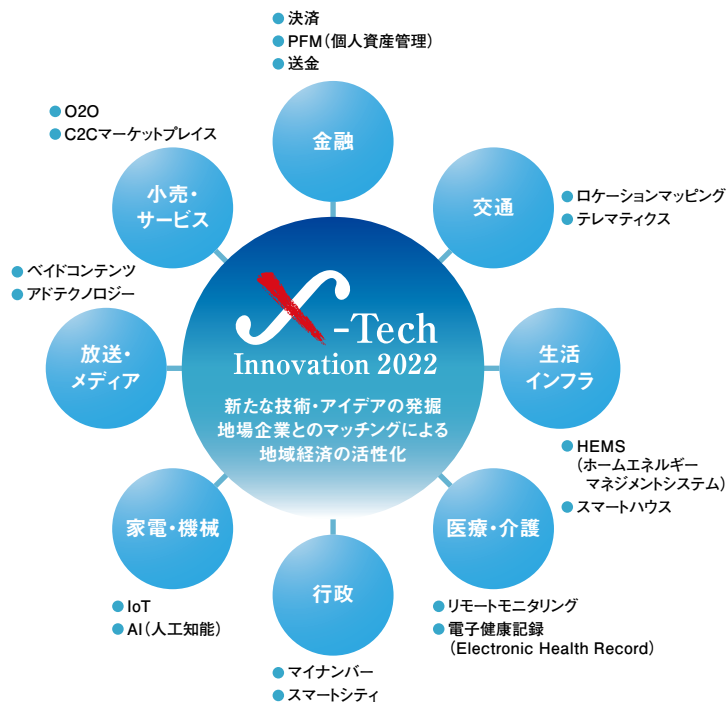 決済
PFM(個人資産管理)
送金
金融
O2O
C2Cマーケットプレイス
小売・
サービス
交通
ロケーションマッピング
テレマティクス
ベイドコンテンツ
アドテクノロジー
放送・
メディア
X-Tech
Innovation 2022
新たな技術・アイデアの発掘
地場企業とのマッチングによる
地域経済の活性化
生活
インフラ
HEMS
(ホームエネルギー
マネジメントシステム)
スマートハウス
家電・機械
IoT
AI(人工知能)
行政
マイナンバー
スマートシティ
医療・介護
リモートモニタリング
電子健康記録
(Electronic Health Record)